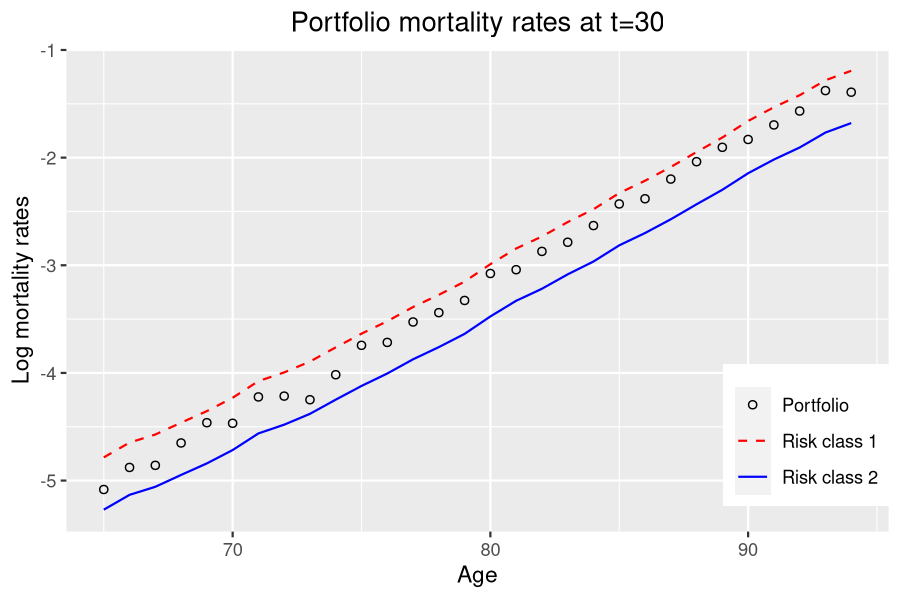 Portfolio mortality rates at t=30
Log mortality rates
-1
-2
-3
-4
-5
70
80
90
Age
Portfolio
Risk class 1
Risk class 2